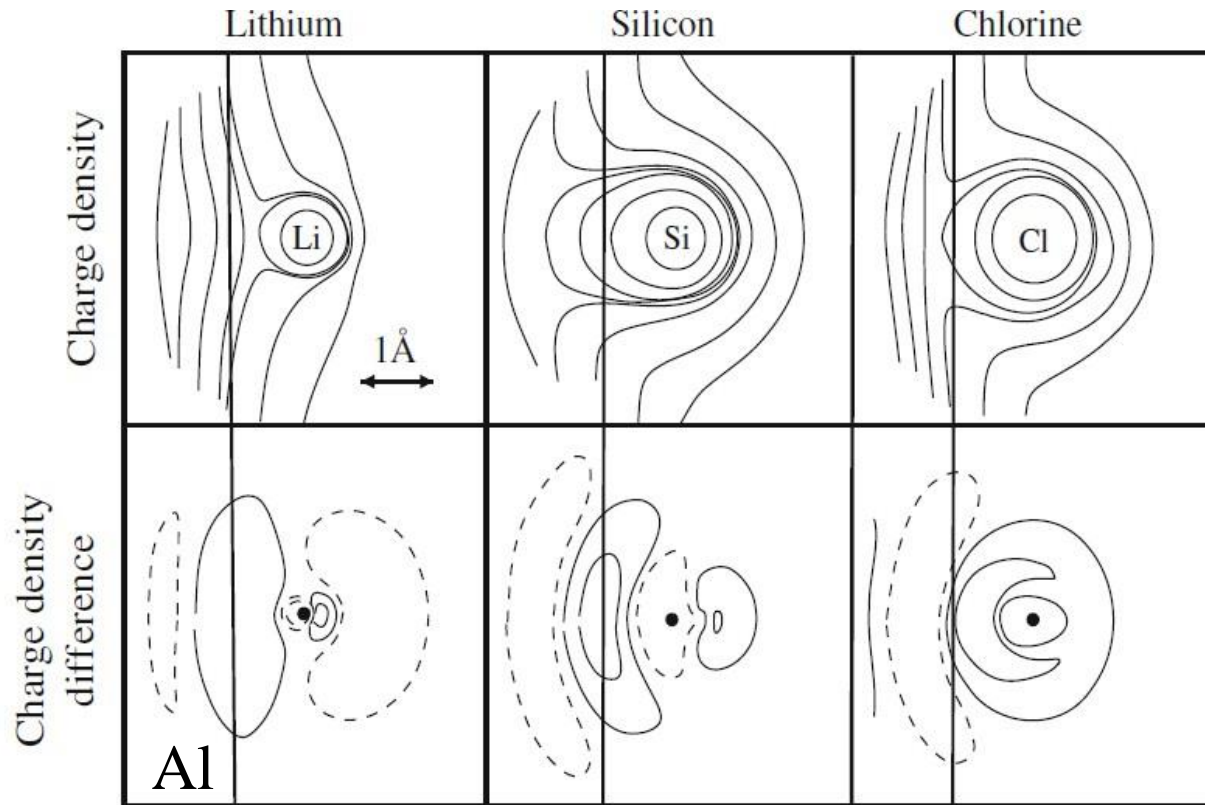 Lithium
Silicon
Chlorine
Charge density
Li
Si
Cl
1Å
Charge density
difference
Al